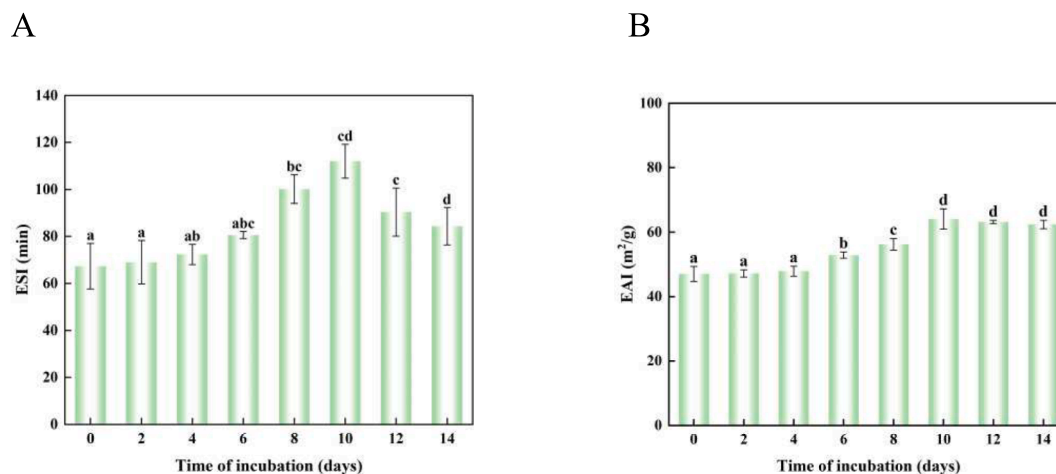 A
B
140
120
100
80
60
40
20
0
ESI (min)
a
a
ab
abc
bc
cd
c
d
0 2 4 6 8 10 12 14
Time of incubation (days)
100
80
60
40
20
0
EAI (m²/g)
a
a
a
b
c
d
d
d
0 2 4 6 8 10 12 14
Time of incubation (days)